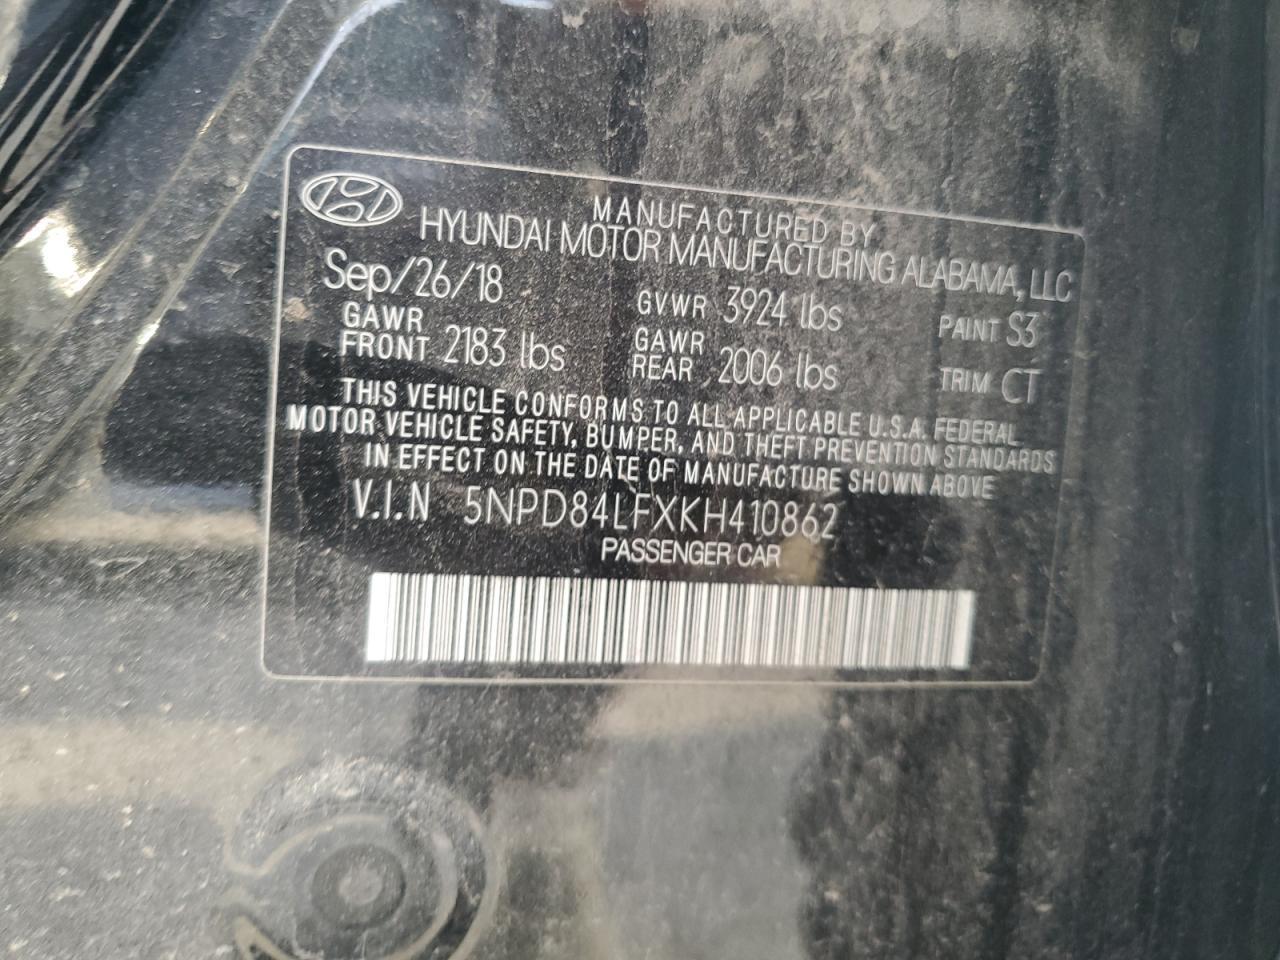 MANUFACTURED BY
HYUNDAI MOTOR MANUFACTURING ALABAMA, LLC
Sep/26/18 GVWR 3924 lbs PAINT S3
GAWR FRONT 2183 lbs GAWR REAR 2006 lbs TRIM CT
THIS VEHICLE CONFORMS TO ALL APPLICABLE U.S.A. FEDERAL
MOTOR VEHICLE SAFETY, BUMPER, AND THEFT PREVENTION STANDARDS
IN EFFECT ON THE DATE OF MANUFACTURE SHOWN ABOVE
V.I.N 5NPD84LFXKH410862
PASSENGER CAR